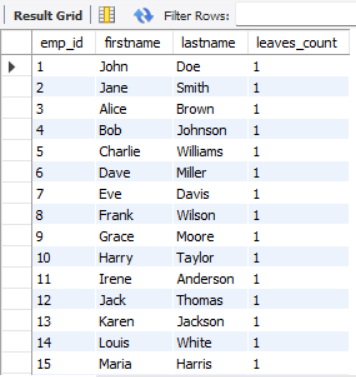 Result Grid Filter Rows:
emp_id firstname lastname leaves_count
1 John Doe 1
2 Jane Smith 1
3 Alice Brown 1
4 Bob Johnson 1
5 Charlie Williams 1
6 Dave Miller 1
7 Eve Davis 1
8 Frank Wilson 1
9 Grace Moore 1
10 Harry Taylor 1
11 Irene Anderson 1
12 Jack Thomas 1
13 Karen Jackson 1
14 Louis White 1
15 Maria Harris 1